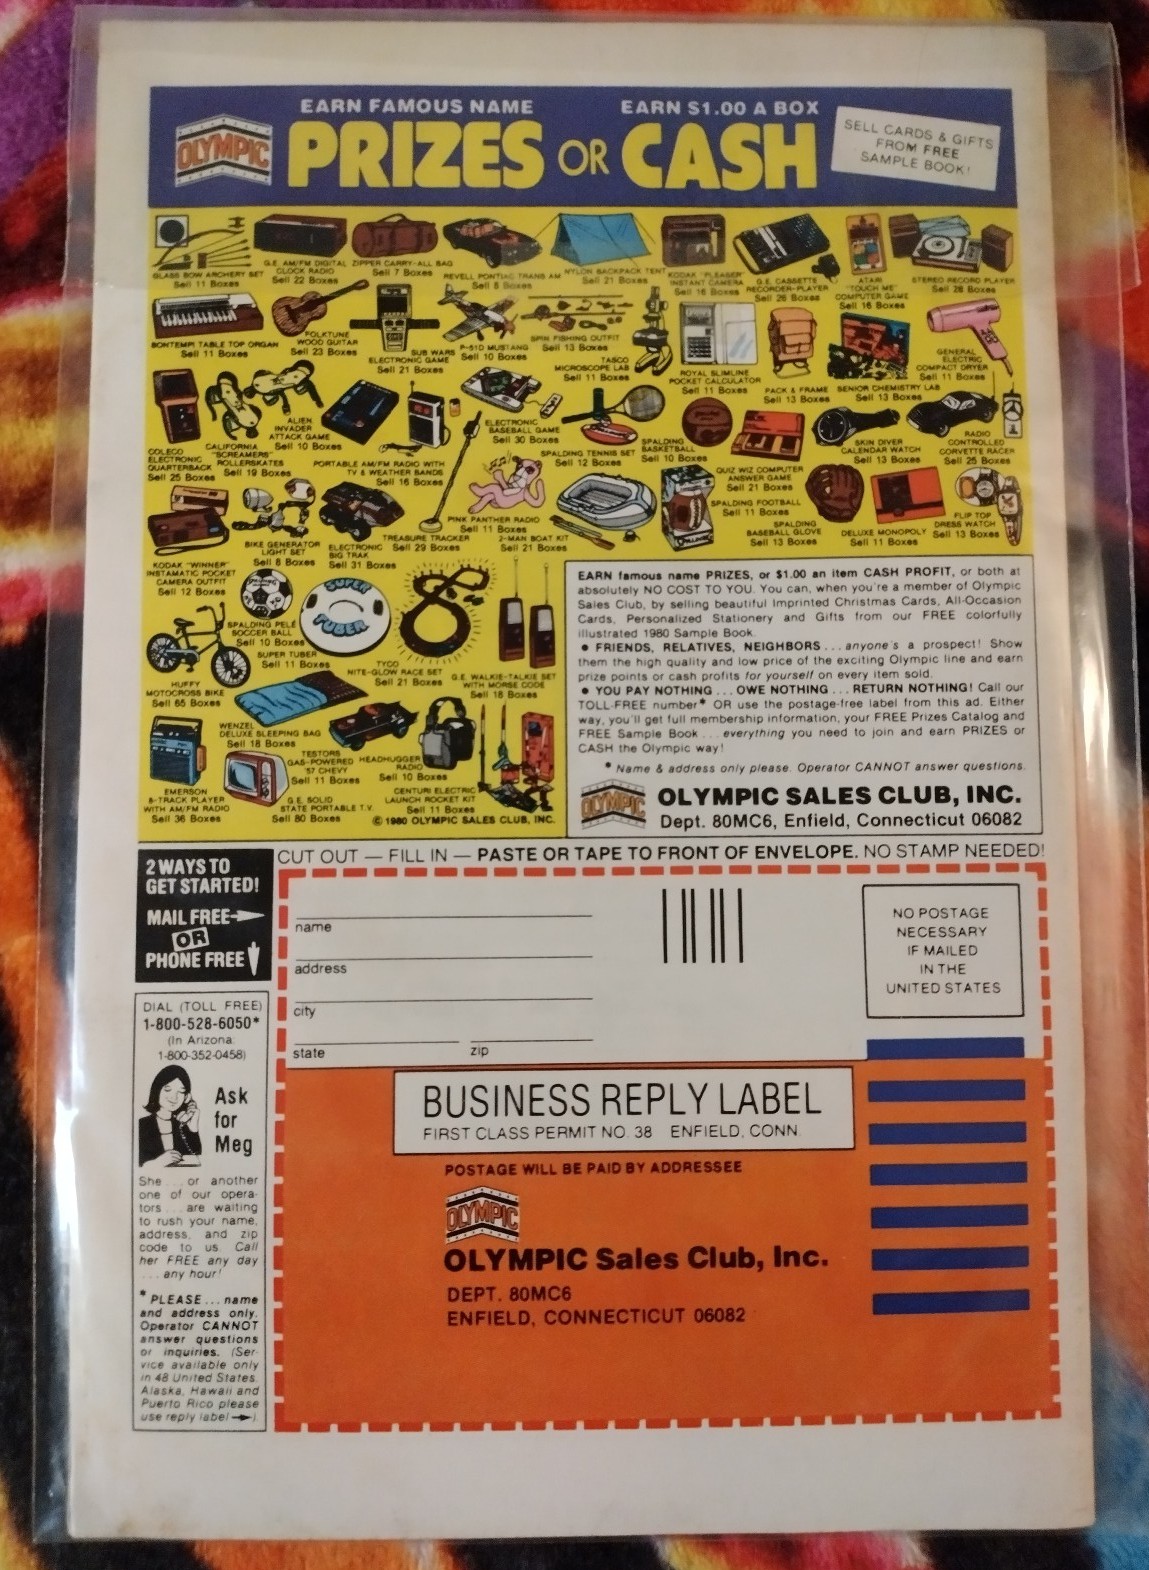 EARN FAMOUS NAME EARN $1.00 A BOX
OLYMPIC
PRIZES OR CASH
SELL CARDS & GIFTS
FROM FREE
SAMPLE BOOK!
GLASS BOW ARCHERY SET
Sell 11 Boxes
G.E. AM/FM DIGITAL
CLOCK RADIO
Sell 22 Boxes
ZIPPER CARRY-ALL BAG
Sell 7 Boxes
REVELL PONTIAC TRANS AM
Sell 8 Boxes
NYLON BACKPACK TENT
Sell 21 Boxes
KODAK "PLEASER"
INSTANT CAMERA
Sell 16 Boxes
G.E. CASSETTE
RECORDER-PLAYER
Sell 26 Boxes
ATARI
"TOUCH ME"
COMPUTER GAME
Sell 16 Boxes
STEREO RECORD PLAYER
Sell 28 Boxes
BONTEMPI TABLE TOP ORGAN
Sell 11 Boxes
FOLKTUNE
WOOD GUITAR
Sell 23 Boxes
SUB WARS
ELECTRONIC GAME
Sell 21 Boxes
P-51D MUSTANG
Sell 10 Boxes
SPIN FISHING OUTFIT
Sell 13 Boxes
TASCO
MICROSCOPE LAB
Sell 11 Boxes
ROYAL SLIMLINE
POCKET CALCULATOR
Sell 11 Boxes
PACK & FRAME
Sell 13 Boxes
SENIOR CHEMISTRY LAB
Sell 13 Boxes
GENERAL
ELECTRIC
COMPACT DRYER
Sell 11 Boxes
COLECO
ELECTRONIC
QUARTERBACK
Sell 25 Boxes
CALIFORNIA
"SCREAMERS"
ROLLERSKATES
Sell 19 Boxes
ALIEN
INVADER
ATTACK GAME
Sell 10 Boxes
PORTABLE AM/FM RADIO WITH
TV & WEATHER BANDS
Sell 16 Boxes
ELECTRONIC
BASEBALL GAME
Sell 30 Boxes
SPALDING TENNIS SET
Sell 12 Boxes
SPALDING
BASKETBALL
Sell 10 Boxes
QUIZ WIZ COMPUTER
ANSWER GAME
Sell 21 Boxes
SKIN DIVER
CALENDAR WATCH
Sell 13 Boxes
RADIO
CONTROLLED
CORVETTE RACER
Sell 25 Boxes
KODAK "WINNER"
INSTAMATIC POCKET
CAMERA OUTFIT
Sell 12 Boxes
BIKE GENERATOR
LIGHT SET
Sell 8 Boxes
ELECTRONIC
BIG TRAK
Sell 31 Boxes
TREASURE TRACKER
Sell 29 Boxes
PINK PANTHER RADIO
Sell 11 Boxes
2-MAN BOAT KIT
Sell 21 Boxes
SPALDING FOOTBALL
Sell 11 Boxes
SPALDING
BASEBALL GLOVE
Sell 13 Boxes
DELUXE MONOPOLY
Sell 11 Boxes
FLIP TOP
DRESS WATCH
Sell 13 Boxes
HUFFY
MOTOCROSS BIKE
Sell 65 Boxes
SPALDING PELÉ
SOCCER BALL
Sell 10 Boxes
SUPER
TUBER
SUPER TUBER
Sell 11 Boxes
TYCO
NITE-GLOW RACE SET
Sell 21 Boxes
G.E. WALKIE-TALKIE SET
WITH MORSE CODE
Sell 18 Boxes
EMERSON
8-TRACK PLAYER
WITH AM/FM RADIO
Sell 36 Boxes
WENZEL
DELUXE SLEEPING BAG
Sell 18 Boxes
G.E. SOLID
STATE PORTABLE T.V.
Sell 80 Boxes
TESTORS
GAS-POWERED
'57 CHEVY
Sell 11 Boxes
HEADHUGGER
RADIO
Sell 10 Boxes
CENTURI ELECTRIC
LAUNCH ROCKET KIT
Sell 11 Boxes
© 1980 OLYMPIC SALES CLUB, INC.
EARN famous name PRIZES, or $1.00 an item CASH PROFIT, or both at
absolutely NO COST TO YOU. You can, when you're a member of Olympic
Sales Club, by selling beautiful Imprinted Christmas Cards, All-Occasion
Cards, Personalized Stationery and Gifts from our FREE colorfully
illustrated 1980 Sample Book.
• FRIENDS, RELATIVES, NEIGHBORS... anyone's a prospect! Show
them the high quality and low price of the exciting Olympic line and earn
prize points or cash profits for yourself on every item sold.
• YOU PAY NOTHING... OWE NOTHING... RETURN NOTHING! Call our
TOLL-FREE number* OR use the postage-free label from this ad. Either
way, you'll get full membership information, your FREE Prizes Catalog and
FREE Sample Book... everything you need to join and earn PRIZES or
CASH the Olympic way!
* Name & address only please. Operator CANNOT answer questions.
OLYMPIC
OLYMPIC SALES CLUB, INC.
Dept. 80MC6, Enfield, Connecticut 06082
2 WAYS TO
GET STARTED!
MAIL FREE
OR
PHONE FREE
CUT OUT — FILL IN — PASTE OR TAPE TO FRONT OF ENVELOPE. NO STAMP NEEDED!
name
address
city
state zip
NO POSTAGE
NECESSARY
IF MAILED
IN THE
UNITED STATES
DIAL (TOLL FREE)
1-800-528-6050*
(In Arizona:
1-800-352-0458)
Ask
for
Meg
She... or another
one of our opera-
tors... are waiting
to rush your name,
address, and zip
code to us. Call
her FREE any day
... any hour!
* PLEASE... name
and address only.
Operator CANNOT
answer questions
or inquiries. (Ser-
vice available only
in 48 United States.
Alaska, Hawaii and
Puerto Rico please
use reply label →)
BUSINESS REPLY LABEL
FIRST CLASS PERMIT NO. 38 ENFIELD, CONN.
POSTAGE WILL BE PAID BY ADDRESSEE
OLYMPIC
OLYMPIC Sales Club, Inc.
DEPT. 80MC6
ENFIELD, CONNECTICUT 06082